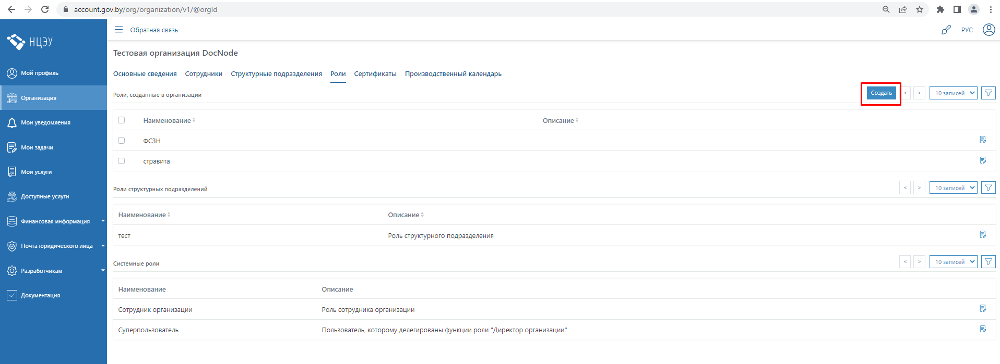 account.gov.by/org/organization/v1/@orgId
НЦЭУ
Обратная связь
РУС
Мой профиль
Организация
Мои уведомления
Мои задачи
Мои услуги
Доступные услуги
Финансовая информация
Почта юридического лица
Разработчикам
Документация
Тестовая организация DocNode
Основные сведения Сотрудники Структурные подразделения Роли Сертификаты Производственный календарь
Роли, созданные в организации Создать < > 10 записей
Наименование Описание
ФСЗН
стравита
Роли структурных подразделений < > 10 записей
Наименование Описание
тест Роль структурного подразделения
Системные роли < > 10 записей
Наименование Описание
Сотрудник организации Роль сотрудника организации
Суперпользователь Пользователь, которому делегированы функции роли "Директор организации"